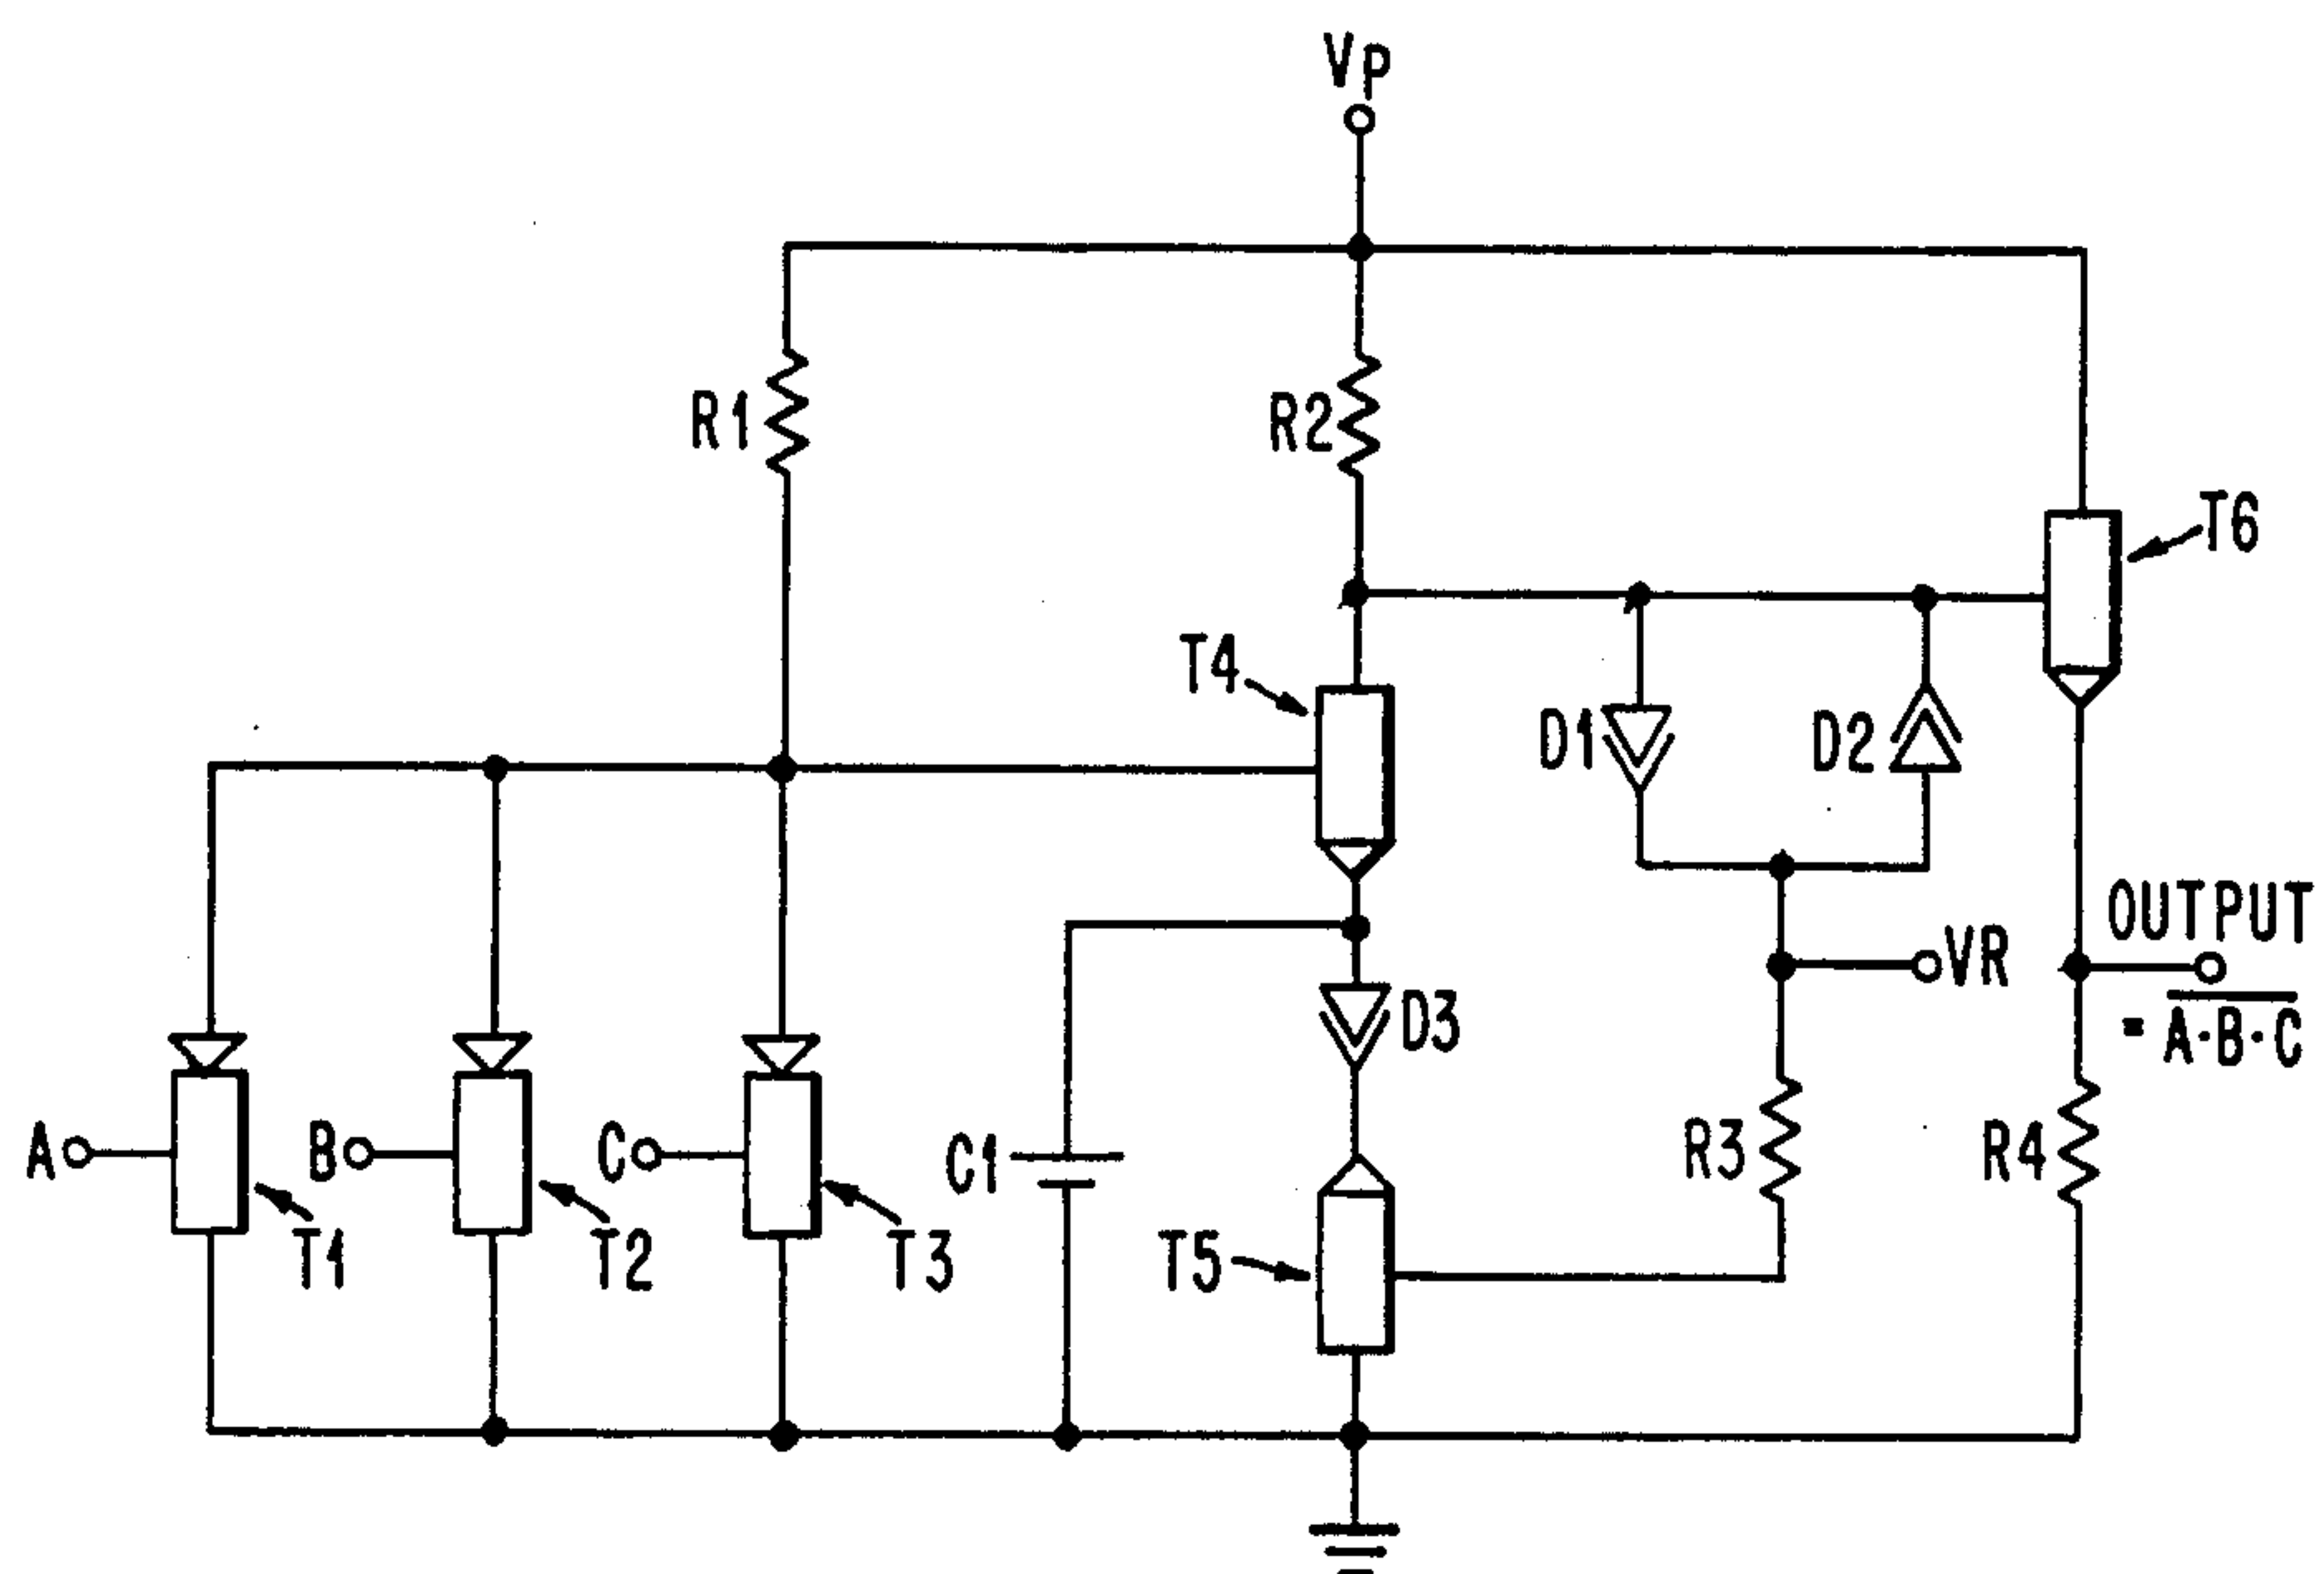 Vp
R1
R2
T6
T4
D1
D2
OUTPUT
VR
= A·B·C
D3
A
B
C
C1
R3
R4
T1
T2
T3
T5